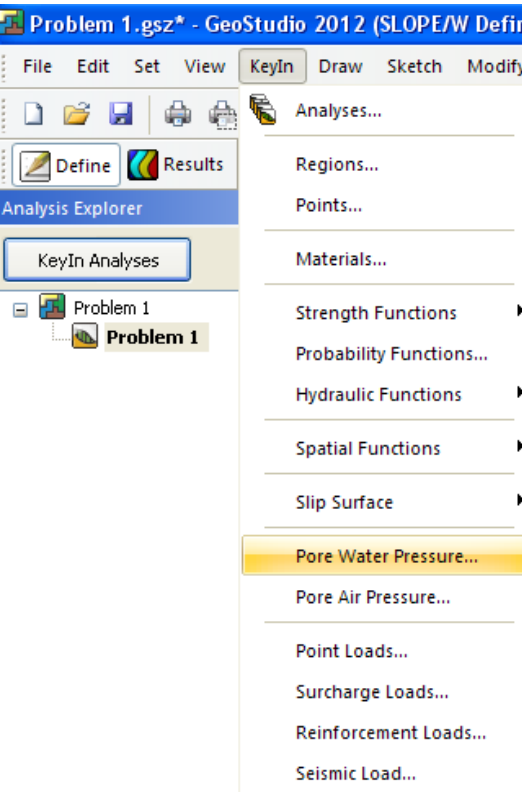 Problem 1.gsz* - GeoStudio 2012 (SLOPE/W Defin
File Edit Set View KeyIn Draw Sketch Modify
Analyses...
Define Results
Regions...
Analysis Explorer
Points...
KeyIn Analyses
Materials...
Problem 1
Problem 1
Strength Functions
Probability Functions...
Hydraulic Functions
Spatial Functions
Slip Surface
Pore Water Pressure...
Pore Air Pressure...
Point Loads...
Surcharge Loads...
Reinforcement Loads...
Seismic Load...